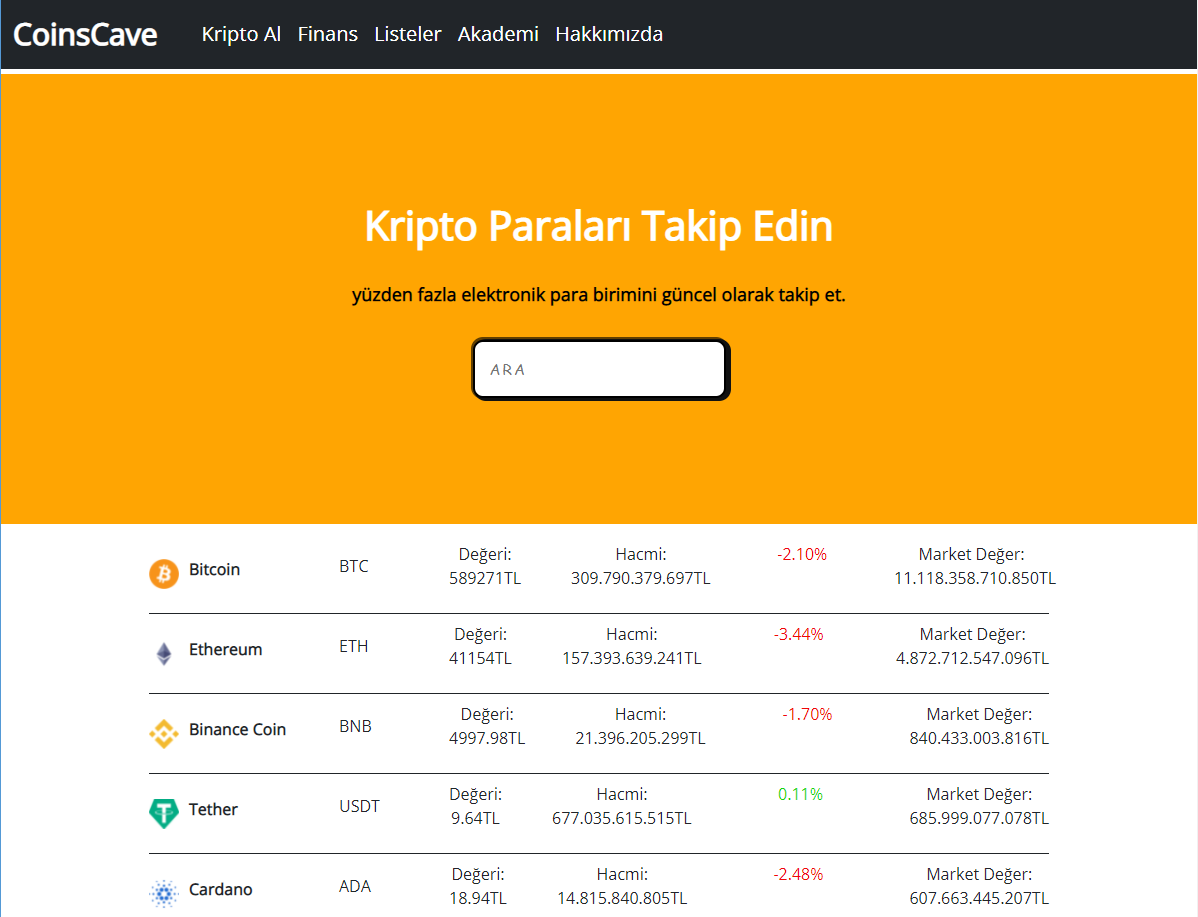 CoinsCave Kripto Al Finans Listeler Akademi Hakkımızda
Kripto Paraları Takip Edin
yüzden fazla elektronik para birimini güncel olarak takip et.
ARA
Bitcoin BTC Değeri: 589271TL Hacmi: 309.790.379.697TL -2.10% Market Değer: 11.118.358.710.850TL
Ethereum ETH Değeri: 41154TL Hacmi: 157.393.639.241TL -3.44% Market Değer: 4.872.712.547.096TL
Binance Coin BNB Değeri: 4997.98TL Hacmi: 21.396.205.299TL -1.70% Market Değer: 840.433.003.816TL
Tether USDT Değeri: 9.64TL Hacmi: 677.035.615.515TL 0.11% Market Değer: 685.999.077.078TL
Cardano ADA Değeri: 18.94TL Hacmi: 14.815.840.805TL -2.48% Market Değer: 607.663.445.207TL